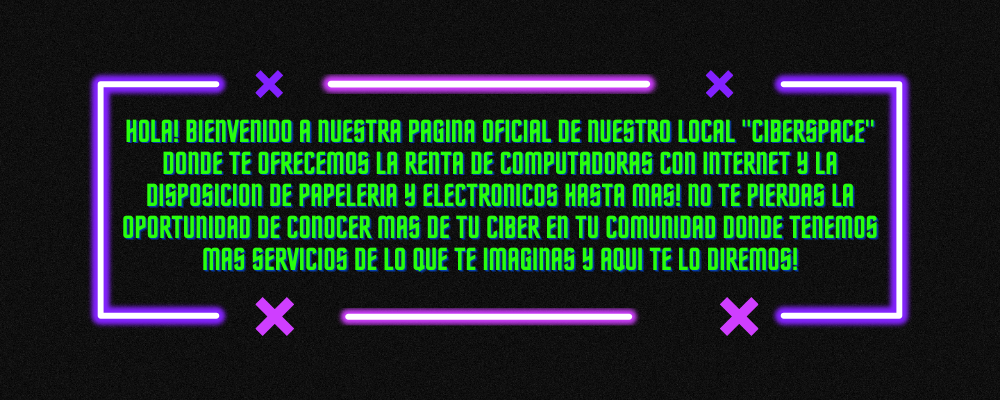 HOLA! BIENVENIDO A NUESTRA PAGINA OFICIAL DE NUESTRO LOCAL "CIBERSPACE"
DONDE TE OFRECEMOS LA RENTA DE COMPUTADORAS CON INTERNET Y LA
DISPOSICION DE PAPELERIA Y ELECTRONICOS HASTA MAS! NO TE PIERDAS LA
OPORTUNIDAD DE CONOCER MAS DE TU CIBER EN TU COMUNIDAD DONDE TENEMOS
MAS SERVICIOS DE LO QUE TE IMAGINAS Y AQUI TE LO DIREMOS!